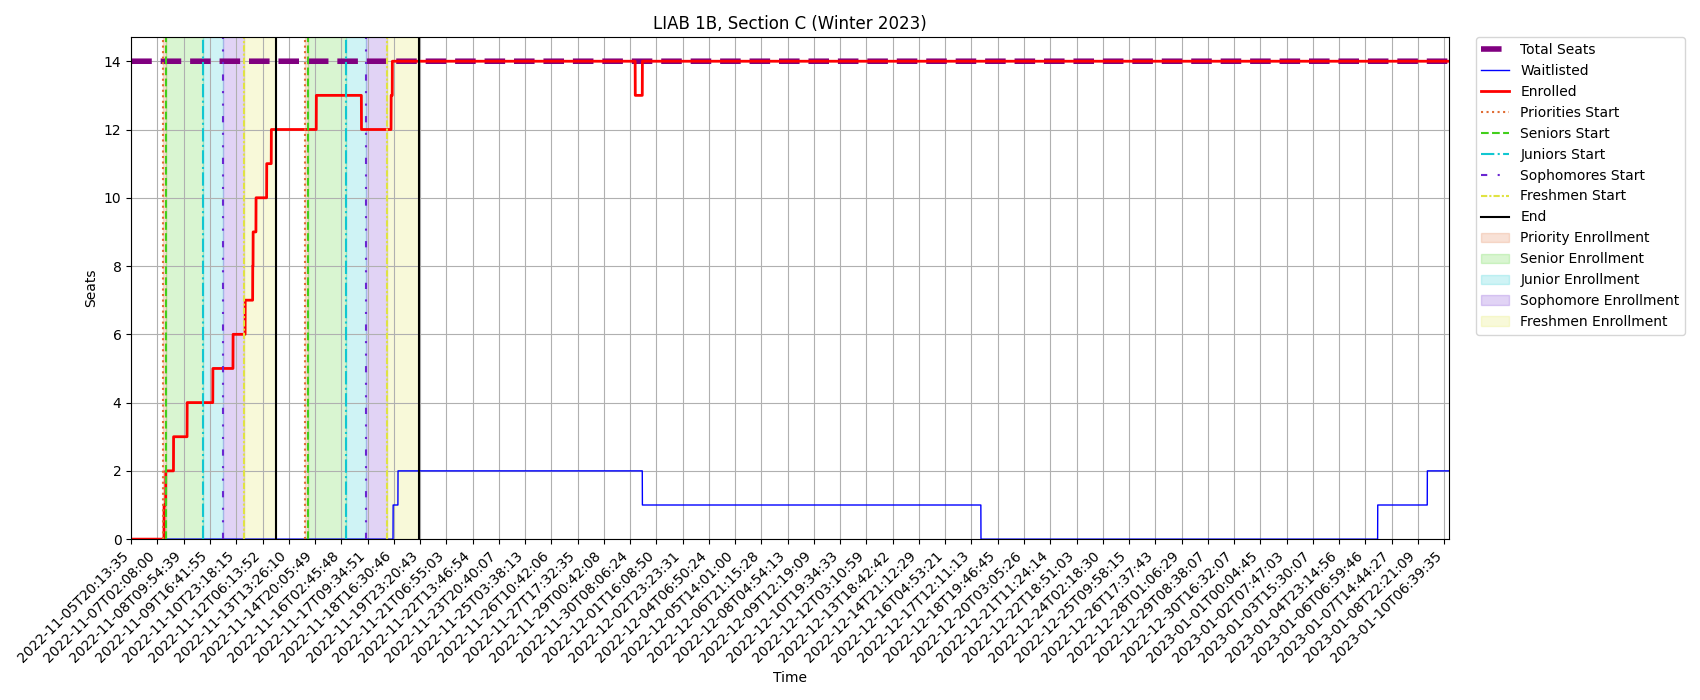 LIAB 1B, Section C (Winter 2023)
Seats
14
12
10
8
6
4
2
0
2022-11-05T20:13:35
2022-11-07T02:08:00
2022-11-08T09:54:39
2022-11-09T16:41:55
2022-11-10T23:18:15
2022-11-12T06:13:52
2022-11-13T13:26:10
2022-11-14T20:05:49
2022-11-16T02:45:48
2022-11-17T09:34:51
2022-11-18T16:30:46
2022-11-19T23:20:43
2022-11-21T06:55:03
2022-11-22T13:46:54
2022-11-23T20:40:07
2022-11-25T03:38:13
2022-11-26T10:42:06
2022-11-27T17:32:35
2022-11-29T00:42:08
2022-11-30T08:06:24
2022-12-01T16:08:50
2022-12-02T23:23:31
2022-12-04T06:50:24
2022-12-05T14:01:00
2022-12-06T21:15:28
2022-12-08T04:54:13
2022-12-09T12:19:09
2022-12-10T19:34:33
2022-12-12T03:10:59
2022-12-13T18:42:42
2022-12-14T21:12:29
2022-12-16T04:53:21
2022-12-17T12:11:13
2022-12-18T19:46:45
2022-12-20T03:05:26
2022-12-21T11:24:14
2022-12-22T18:51:03
2022-12-24T02:18:30
2022-12-25T09:58:15
2022-12-26T17:37:43
2022-12-28T01:06:29
2022-12-29T08:38:07
2022-12-30T16:32:07
2023-01-01T00:04:45
2023-01-02T07:47:03
2023-01-03T15:30:07
2023-01-04T23:14:56
2023-01-06T06:59:46
2023-01-07T14:44:27
2023-01-08T22:21:09
2023-01-10T06:39:35
Time
Total Seats
Waitlisted
Enrolled
Priorities Start
Seniors Start
Juniors Start
Sophomores Start
Freshmen Start
End
Priority Enrollment
Senior Enrollment
Junior Enrollment
Sophomore Enrollment
Freshmen Enrollment